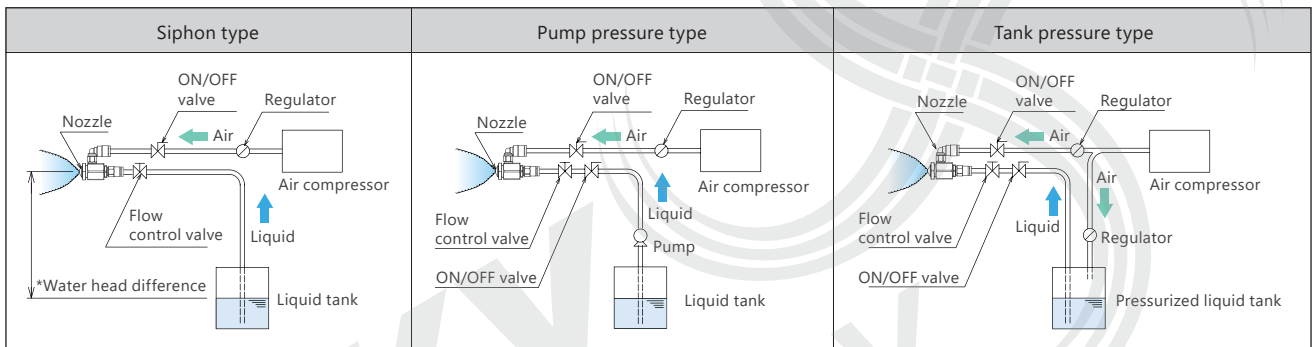 Siphon type
ON/OFF
valve
Regulator
Nozzle
Air
Air compressor
Flow
control valve
Liquid
*Water head difference
Liquid tank
Pump pressure type
ON/OFF
valve
Regulator
Nozzle
Air
Air compressor
Flow
control valve
Liquid
Pump
ON/OFF valve
Liquid tank
Tank pressure type
ON/OFF
valve
Nozzle
Regulator
Air
Air
Air compressor
Flow
control valve
Liquid
Regulator
ON/OFF valve
Pressurized liquid tank